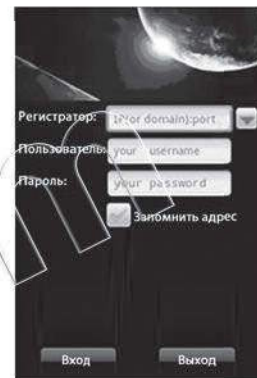 Регистратор: IP(or domain):port
Пользователь: your username
Пароль: your password
Запомнить адрес
Вход Выход